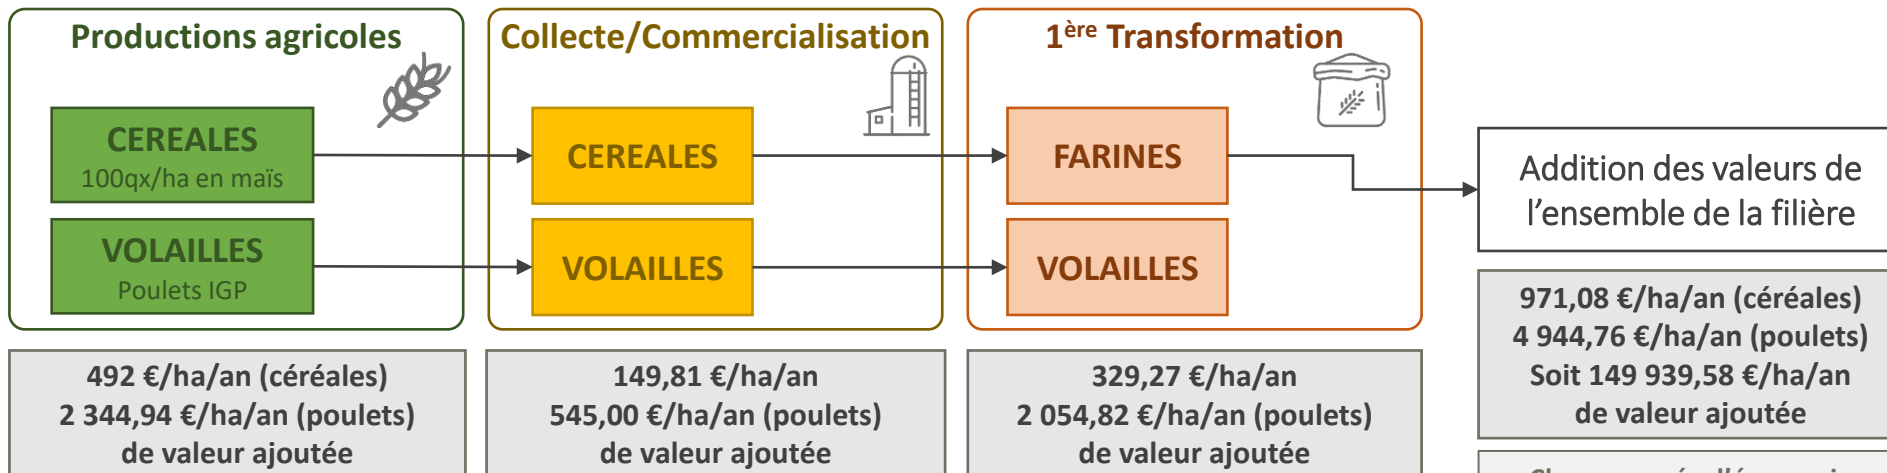 Productions agricoles
CEREALES
100qx/ha en maïs
VOLAILLES
Poulets IGP
492 €/ha/an (céréales)
2 344,94 €/ha/an (poulets)
de valeur ajoutée
Collecte/Commercialisation
CEREALES
VOLAILLES
149,81 €/ha/an
545,00 €/ha/an (poulets)
de valeur ajoutée
1ère Transformation
FARINES
VOLAILLES
329,27 €/ha/an
2 054,82 €/ha/an (poulets)
de valeur ajoutée
Addition des valeurs de
l’ensemble de la filière
971,08 €/ha/an (céréales)
4 944,76 €/ha/an (poulets)
Soit 149 939,58 €/ha/an
de valeur ajoutée